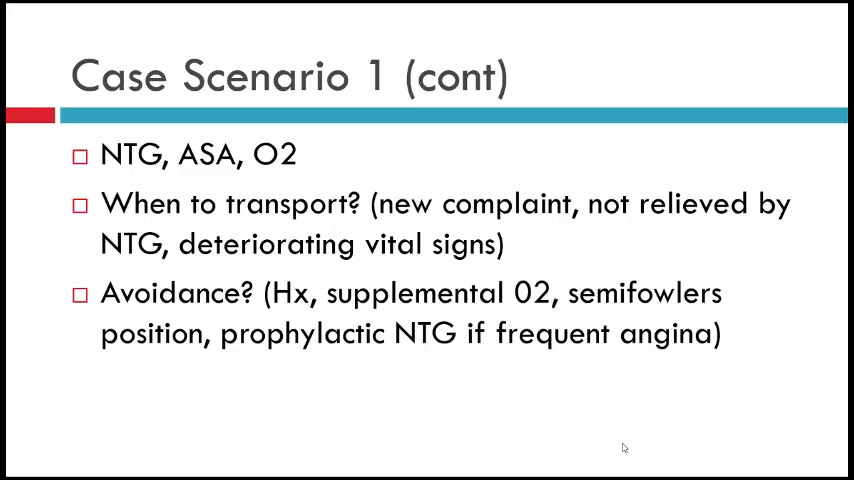 Case Scenario 1 (cont)
NTG, ASA, O2
When to transport? (new complaint, not relieved by
NTG, deteriorating vital signs)
Avoidance? (Hx, supplemental 02, semifowlers
position, prophylactic NTG if frequent angina)